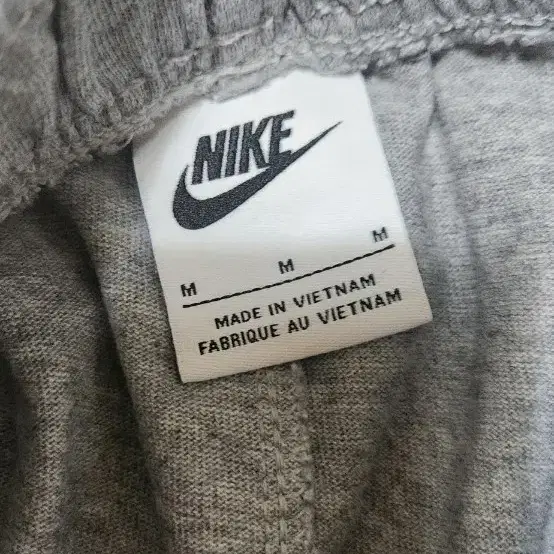 NIKE
M M M
MADE IN VIETNAM
FABRIQUE AU VIETNAM